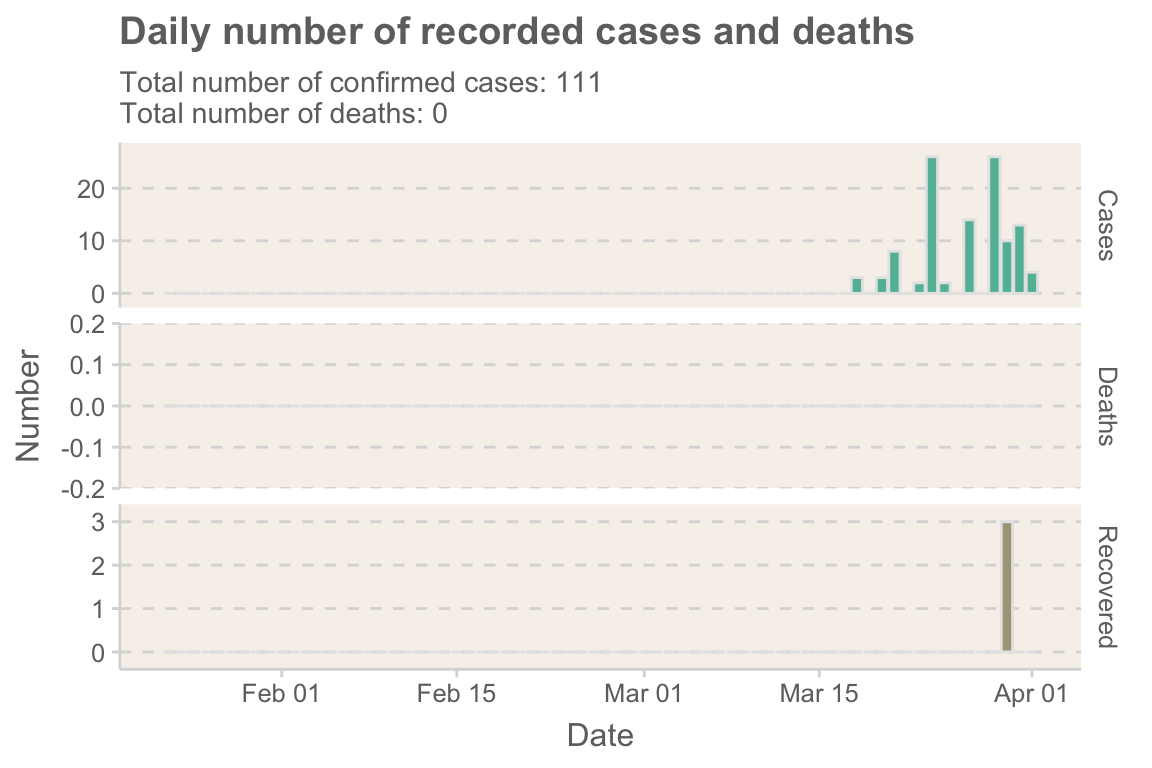 Daily number of recorded cases and deaths
Total number of confirmed cases: 111
Total number of deaths: 0
20
10
0
Cases
0.2
0.1
0.0
-0.1
-0.2
Deaths
Number
3
2
1
0
Recovered
Feb 01 Feb 15 Mar 01 Mar 15 Apr 01
Date